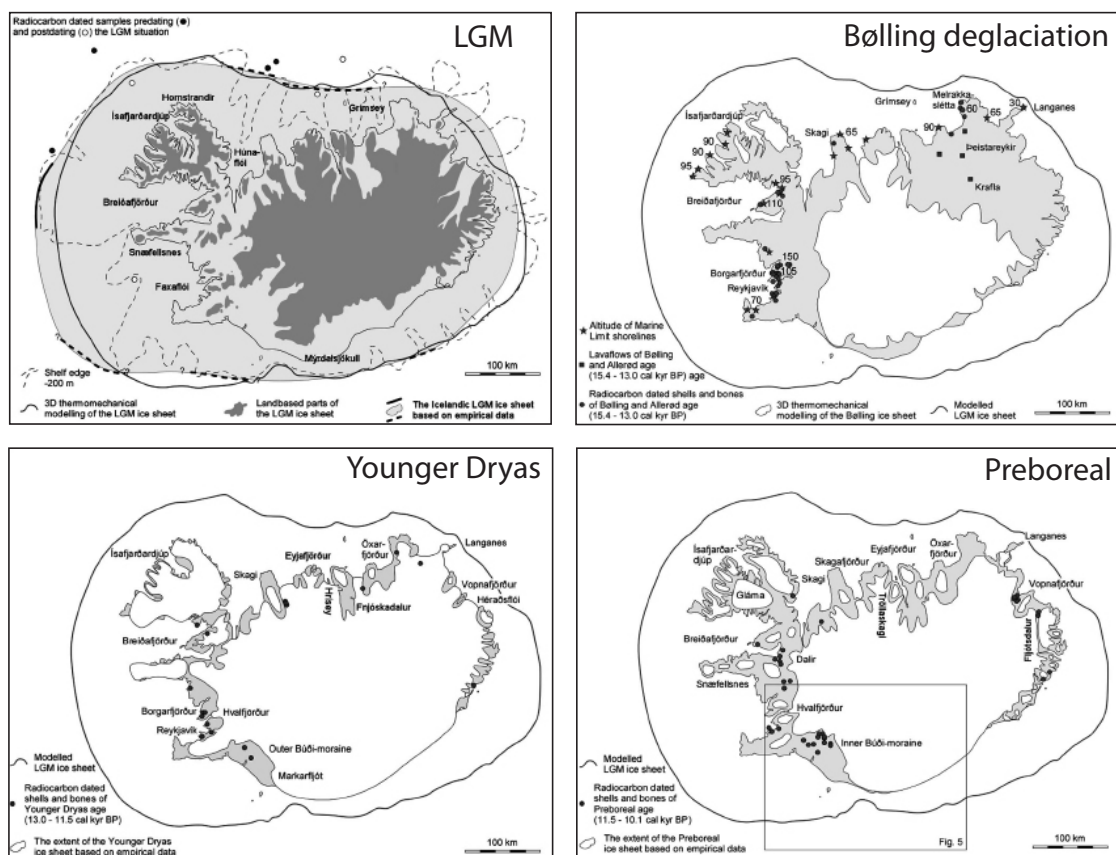 LGM
Radiocarbon dated samples predating (●)
and postdating (○) the LGM situation
Hornstrandir
Ísafjarðardjúp
Grímsey
Húna-
flói
Breiðafjörður
Snæfellsnes
Faxaflói
Mýrdalsjökull
100 km
Shelf edge
-200 m
3D thermomechanical
modelling of the LGM ice sheet
Landbased parts of
the LGM ice sheet
The Icelandic LGM ice sheet
based on empirical data
Bølling deglaciation
Grímsey
Melrakka-
slétta
60
30
65
Langanes
Skagi
65
90
Þeistareykir
90
90
95
95
Krafla
Breiðafjörður
110
150
Borgarfjörður
105
Reykjavík
70
Altitude of Marine
Limit shorelines
Lavaflows of Bølling
and Allerød age
(15.4 - 13.0 cal kyr BP)
Radiocarbon dated shells and bones
of Bølling and Allerød age
(15.4 - 13.0 cal kyr BP)
3D thermomechanical
modelling of the Bølling ice sheet
Modelled
LGM ice sheet
100 km
Younger Dryas
Ísafjarðardjúp
Skagi
Eyjafjörður
Öxar-
fjörður
Langanes
Hrísey
Fnjóskadalur
Vopnafjörður
Héraðsflói
Breiðafjörður
Borgarfjörður
Hvalfjörður
Reykjavík
Outer Búði-moraine
Markarfljót
Modelled
LGM ice sheet
Radiocarbon dated
shells and bones of
Younger Dryas age
(13.0 - 11.5 cal kyr BP)
The extent of the Younger Dryas
ice sheet based on empirical data
100 km
Preboreal
Ísafjarðar-
djúp
Skagafjörður
Eyjafjörður
Öxar-
fjörður
Langanes
Skagi
Gláma
Tröllaskagi
Vopnafjörður
Fljótsdalur
Breiðafjörður
Dalir
Snæfellsnes
Hvalfjörður
Inner Búði-moraine
Modelled
LGM ice sheet
Radiocarbon dated
shells and bones of
Preboreal age
(11.5 - 10.1 cal kyr BP)
The extent of the Preboreal
ice sheet based on empirical data
Fig. 5
100 km